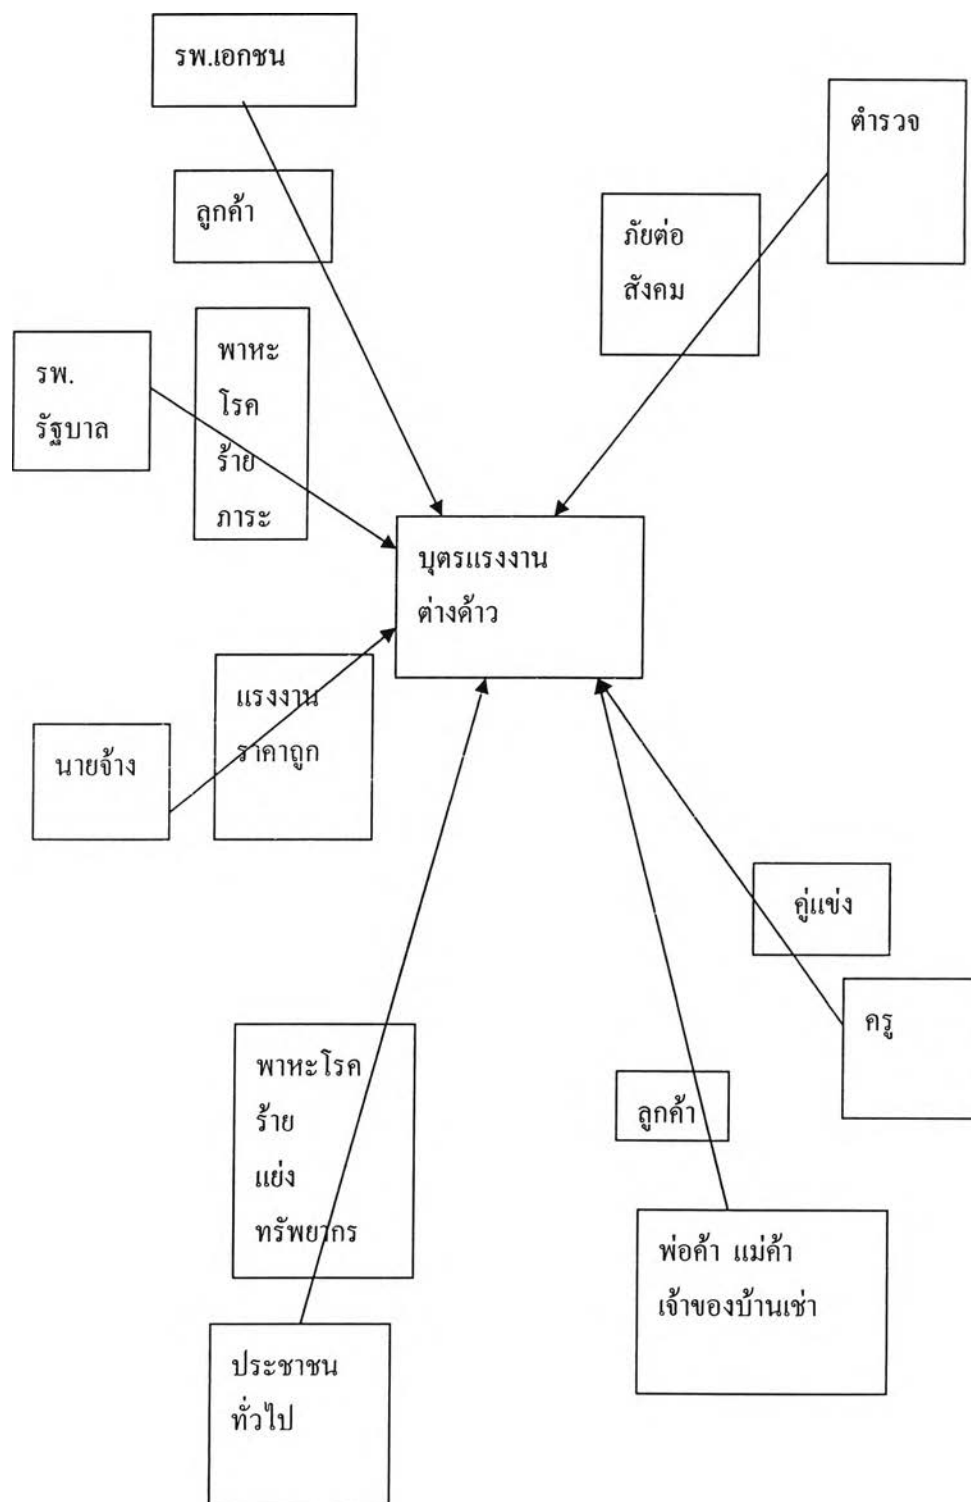 รพ.เอกชน
ตำรวจ
ลูกค้า
ภัยต่อ
สังคม
พาหะ
โรค
ร้าย
ภาระ
รพ.
รัฐบาล
บุตรแรงงาน
ต่างด้าว
แรงงาน
ราคาถูก
นายจ้าง
คู่แข่ง
ครู
พาหะโรค
ร้าย
แย่ง
ทรัพยากร
ลูกค้า
พ่อค้า แม่ค้า
เจ้าของบ้านเช่า
ประชาชน
ทั่วไป